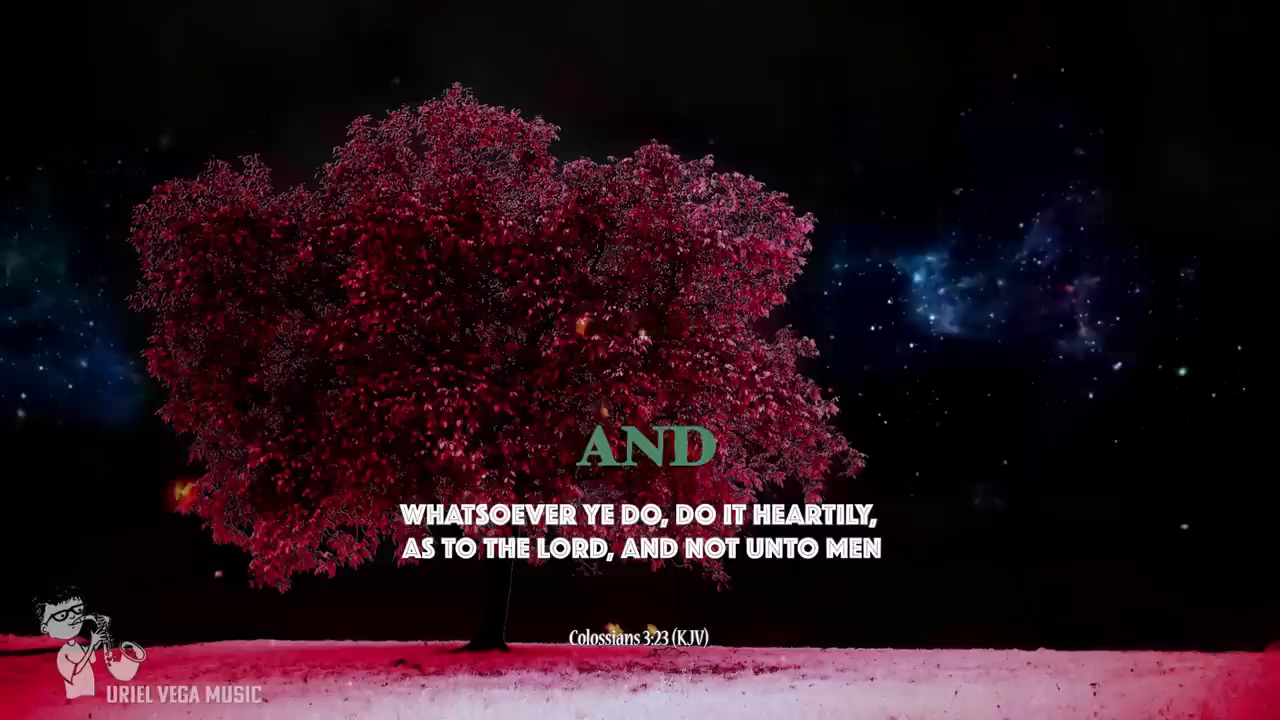 AND
WHATSOEVER YE DO, DO IT HEARTILY,
AS TO THE LORD, AND NOT UNTO MEN
Colossians 3:23 (KJV)
URIEL VEGA MUSIC